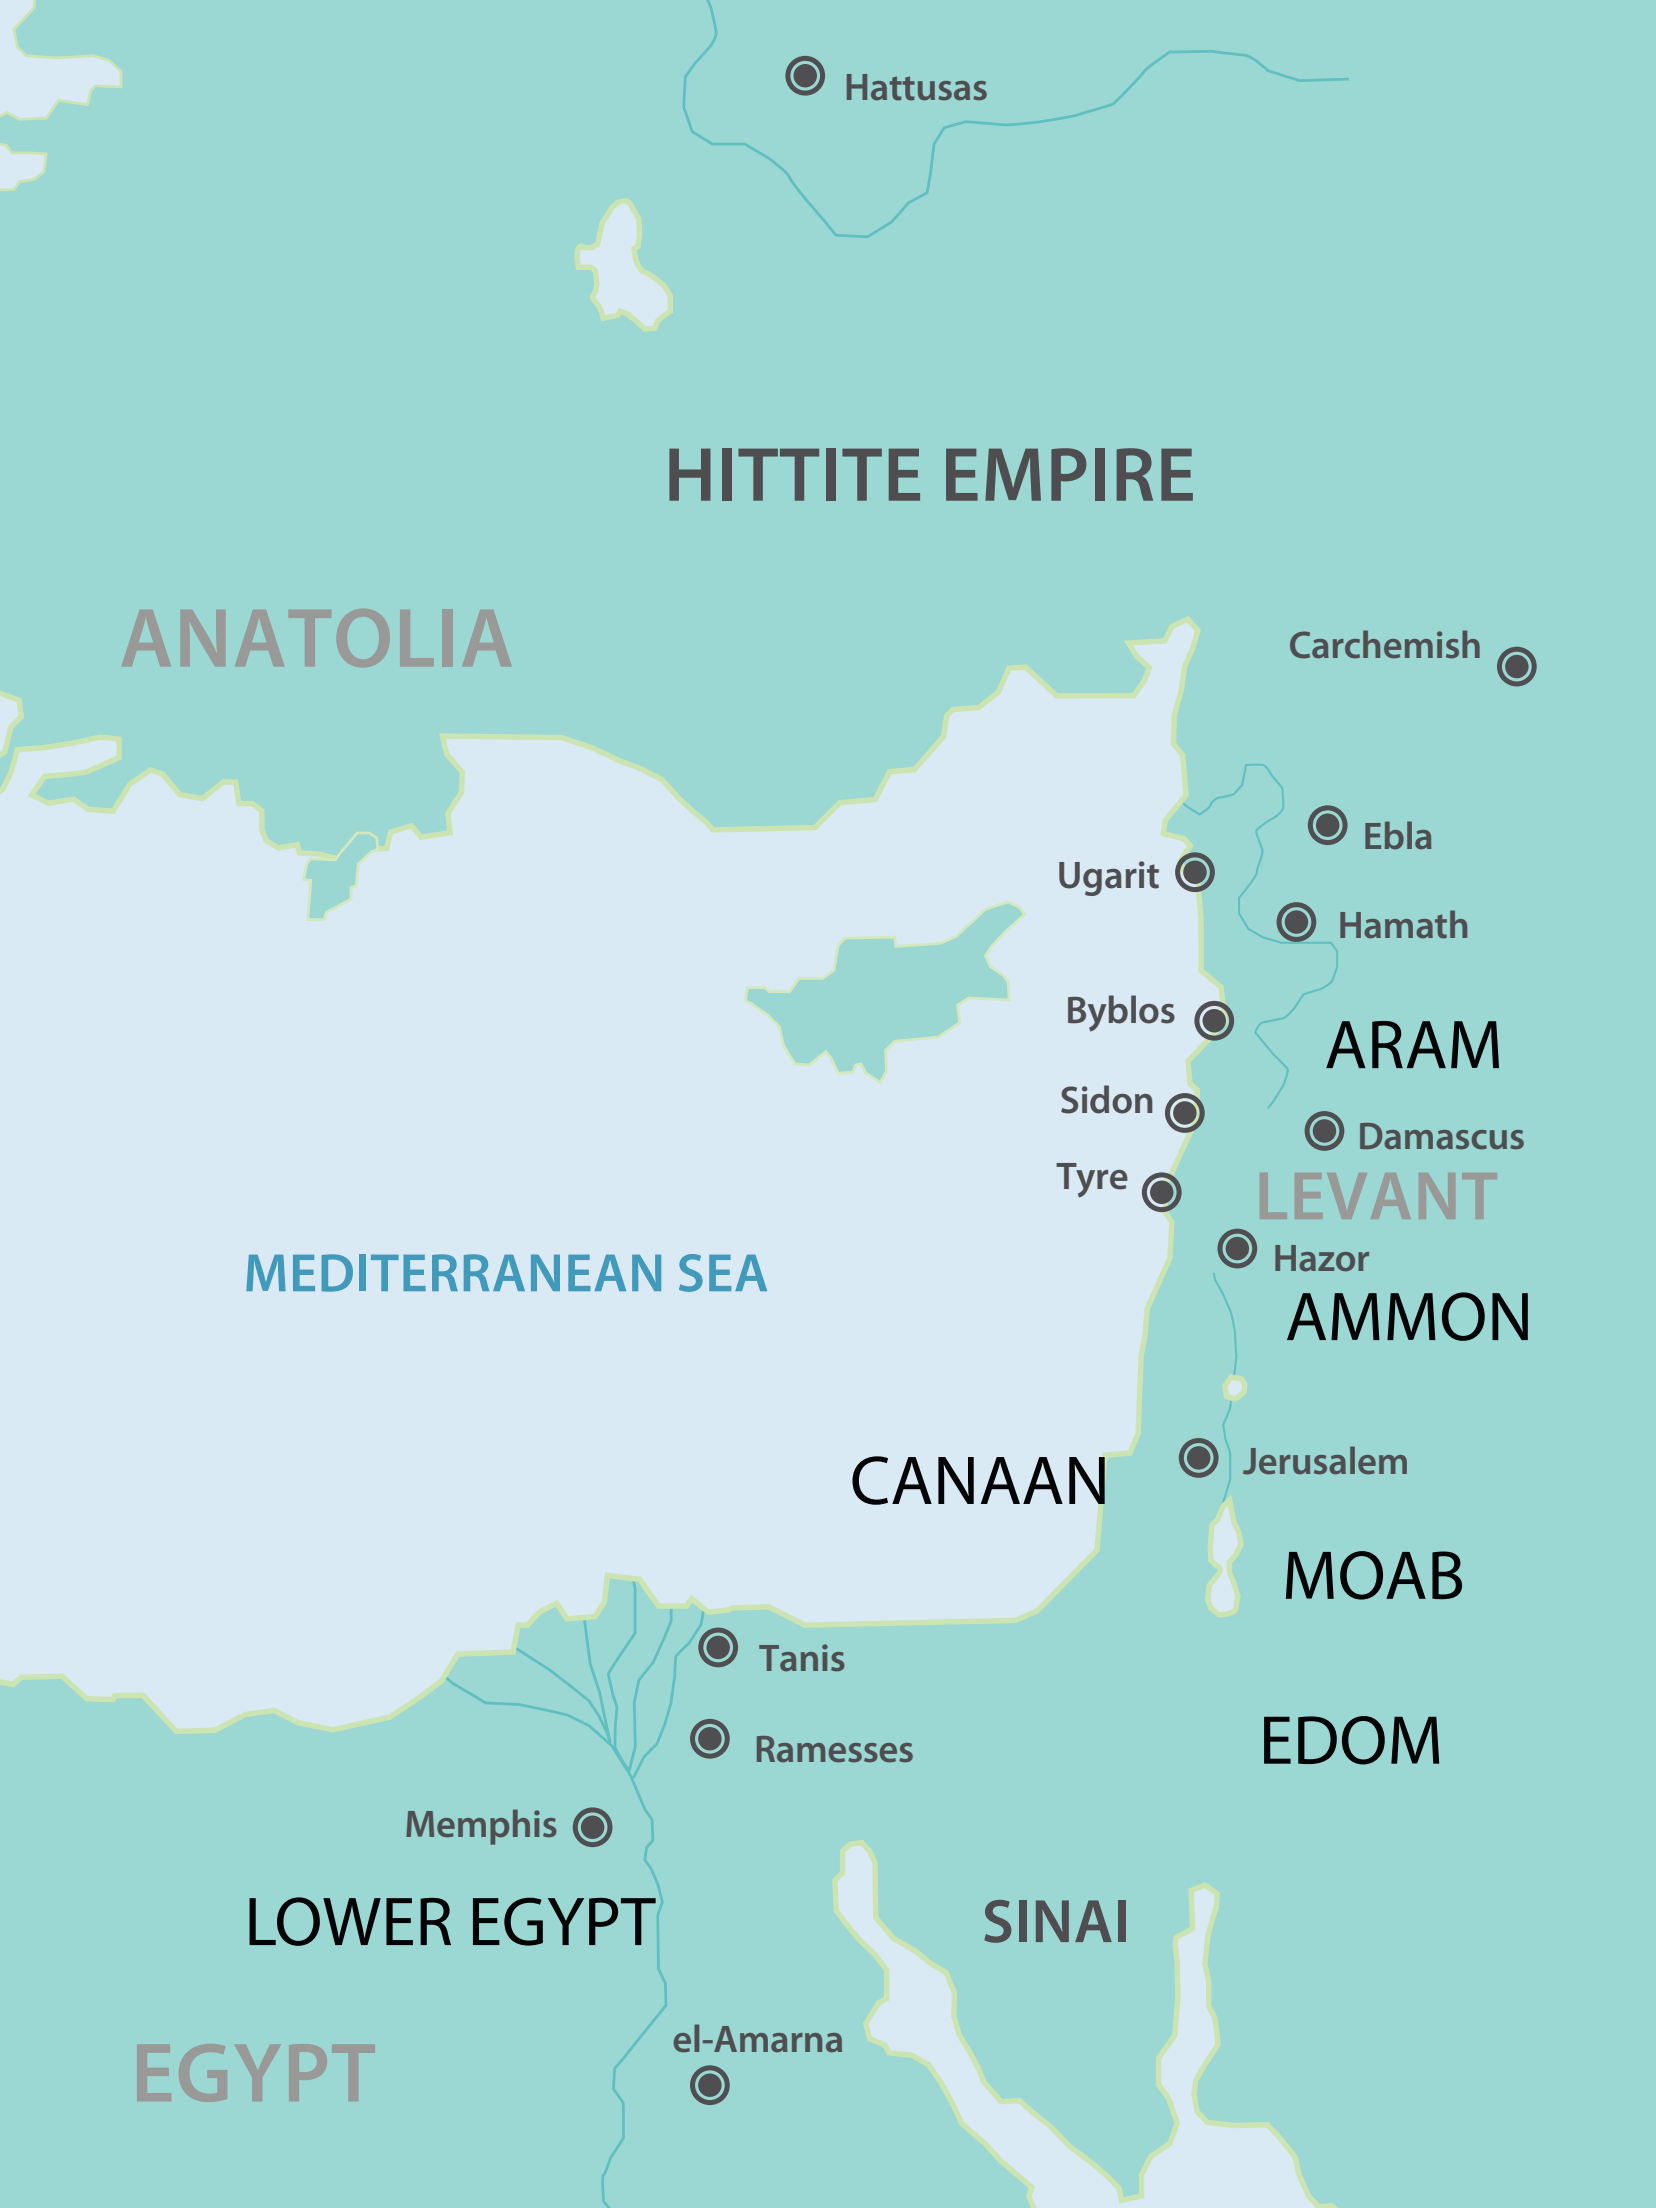 Hattusas
HITTITE EMPIRE
ANATOLIA
Carchemish
Ebla
Ugarit
Hamath
Byblos
ARAM
Sidon
Damascus
Tyre
LEVANT
Hazor
MEDITERRANEAN SEA
AMMON
Jerusalem
CANAAN
MOAB
Tanis
EDOM
Ramesses
Memphis
LOWER EGYPT
SINAI
el-Amarna
EGYPT